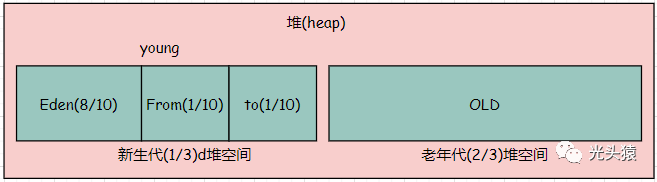 堆(heap)
young
Eden(8/10)
From(1/10)
to(1/10)
OLD
新生代(1/3)d堆空间
老年代(2/3)堆空间
光头猿